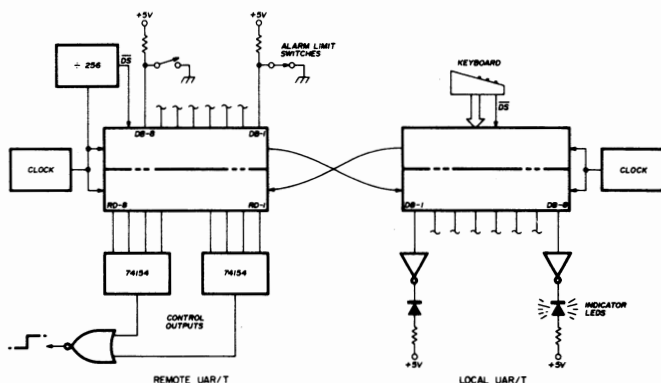 +5V
+5V
ALARM LIMIT
SWITCHES
÷ 256
DS
KEYBOARD
DS
DB-8
DB-1
CLOCK
CLOCK
RD-8
RD-1
DB-1
DB-8
74154
74154
CONTROL
OUTPUTS
INDICATOR
LEDS
+5V
+5V
REMOTE UAR/T
LOCAL UAR/T